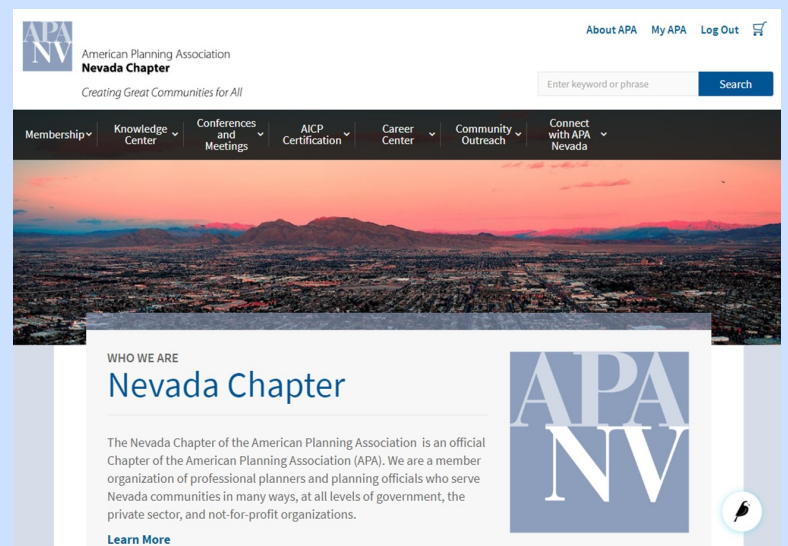 APA
NV
American Planning Association
Nevada Chapter
Creating Great Communities for All
About APA My APA Log Out
Enter keyword or phrase
Search
Membership
Knowledge
Center
Conferences
and
Meetings
AICP
Certification
Career
Center
Community
Outreach
Connect
with APA
Nevada
WHO WE ARE
Nevada Chapter
The Nevada Chapter of the American Planning Association is an official
Chapter of the American Planning Association (APA). We are a member
organization of professional planners and planning officials who serve
Nevada communities in many ways, at all levels of government, the
private sector, and not-for-profit organizations.
Learn More
APA
NV